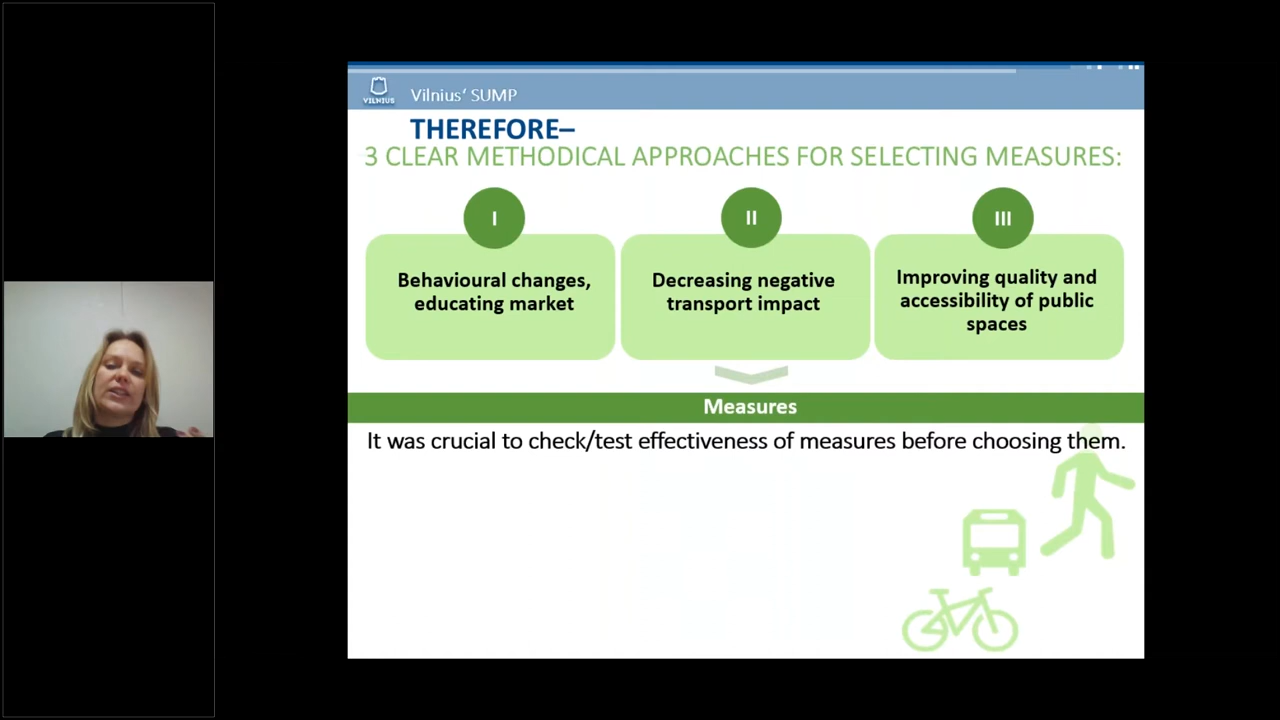 VILNIUS
Vilnius‘ SUMP
THEREFORE–
3 CLEAR METHODICAL APPROACHES FOR SELECTING MEASURES:
I
Behavioural changes,
educating market
II
Decreasing negative
transport impact
III
Improving quality and
accessibility of public
spaces
Measures
It was crucial to check/test effectiveness of measures before choosing them.